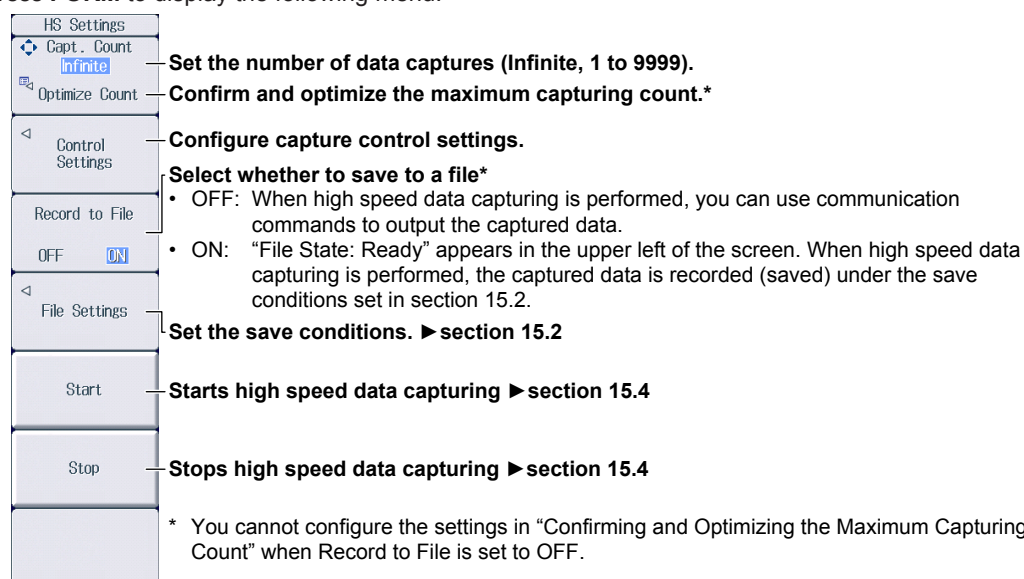 to display the following menu.
HS Settings
Capt. Count
Infinite
Optimize Count
Control
Settings
Record to File
OFF ON
File Settings
Start
Stop
Set the number of data captures (Infinite, 1 to 9999).
Confirm and optimize the maximum capturing count.*
Configure capture control settings.
Select whether to save to a file*
• OFF: When high speed data capturing is performed, you can use communication
commands to output the captured data.
• ON: “File State: Ready” appears in the upper left of the screen. When high speed data
capturing is performed, the captured data is recorded (saved) under the save
conditions set in section 15.2.
Set the save conditions. ►section 15.2
Starts high speed data capturing ►section 15.4
Stops high speed data capturing ►section 15.4
* You cannot configure the settings in “Confirming and Optimizing the Maximum Capturing
Count” when Record to File is set to OFF.